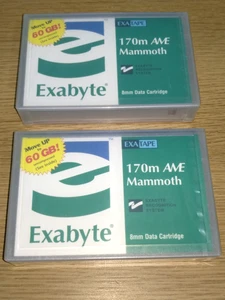 Move UP to
60 GB!
EXATAPE
170m AME
Mammoth
Exabyte
8mm Data Cartridge
Move UP to
60 GB!
EXATAPE
170m AME
Mammoth
Exabyte
8mm Data Cartridge